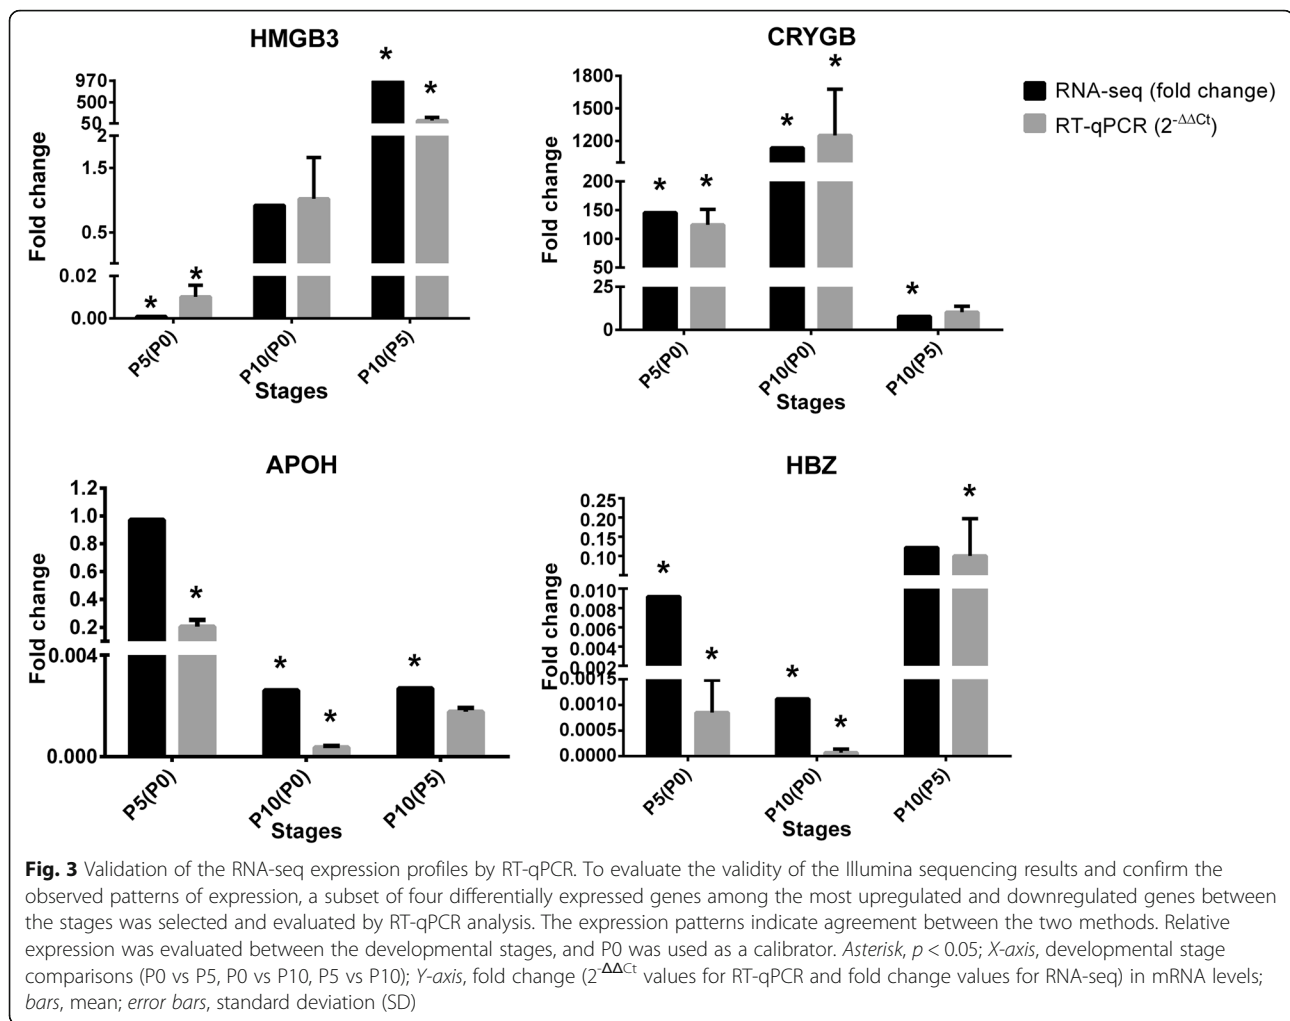 HMGB3
*
*
970
500
50
2
1.5
0.5
0.02
0.00
*
*
Fold change
P5(P0)
P10(P0)
P10(P5)
Stages
CRYGB
*
*
*
*
*
1800
1500
1200
200
150
100
50
25
0
Fold change
P5(P0)
P10(P0)
P10(P5)
Stages
RNA-seq (fold change)
RT-qPCR (2-ΔΔCt)
APOH
1.2
1.0
0.8
0.6
0.4
0.2
0.004
0.000
*
*
*
*
Fold change
P5(P0)
P10(P0)
P10(P5)
Stages
HBZ
0.25
0.20
0.15
0.10
0.010
0.008
0.006
0.004
0.002
0.0015
0.0010
0.0005
0.0000
*
*
*
*
*
Fold change
P5(P0)
P10(P0)
P10(P5)
Stages
Fig. 3 Validation of the RNA-seq expression profiles by RT-qPCR. To evaluate the validity of the Illumina sequencing results and confirm the
observed patterns of expression, a subset of four differentially expressed genes among the most upregulated and downregulated genes between
the stages was selected and evaluated by RT-qPCR analysis. The expression patterns indicate agreement between the two methods. Relative
expression was evaluated between the developmental stages, and P0 was used as a calibrator. Asterisk, p < 0.05; X-axis, developmental stage
comparisons (P0 vs P5, P0 vs P10, P5 vs P10); Y-axis, fold change (2-ΔΔCt values for RT-qPCR and fold change values for RNA-seq) in mRNA levels;
bars, mean; error bars, standard deviation (SD)